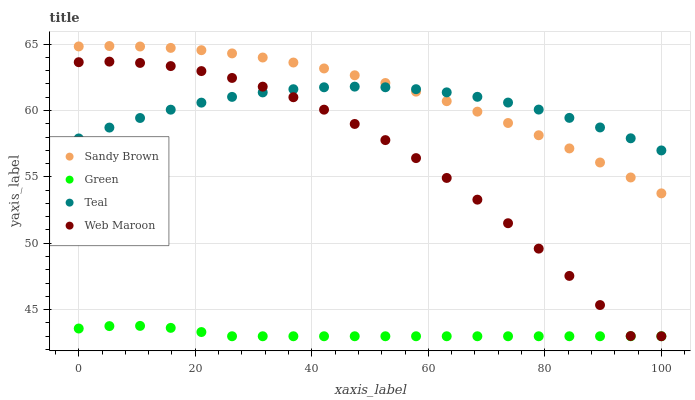 title
yaxis_label
65
60
55
50
45
Sandy Brown
Green
Teal
Web Maroon
0
20
40
60
80
100
xaxis_label